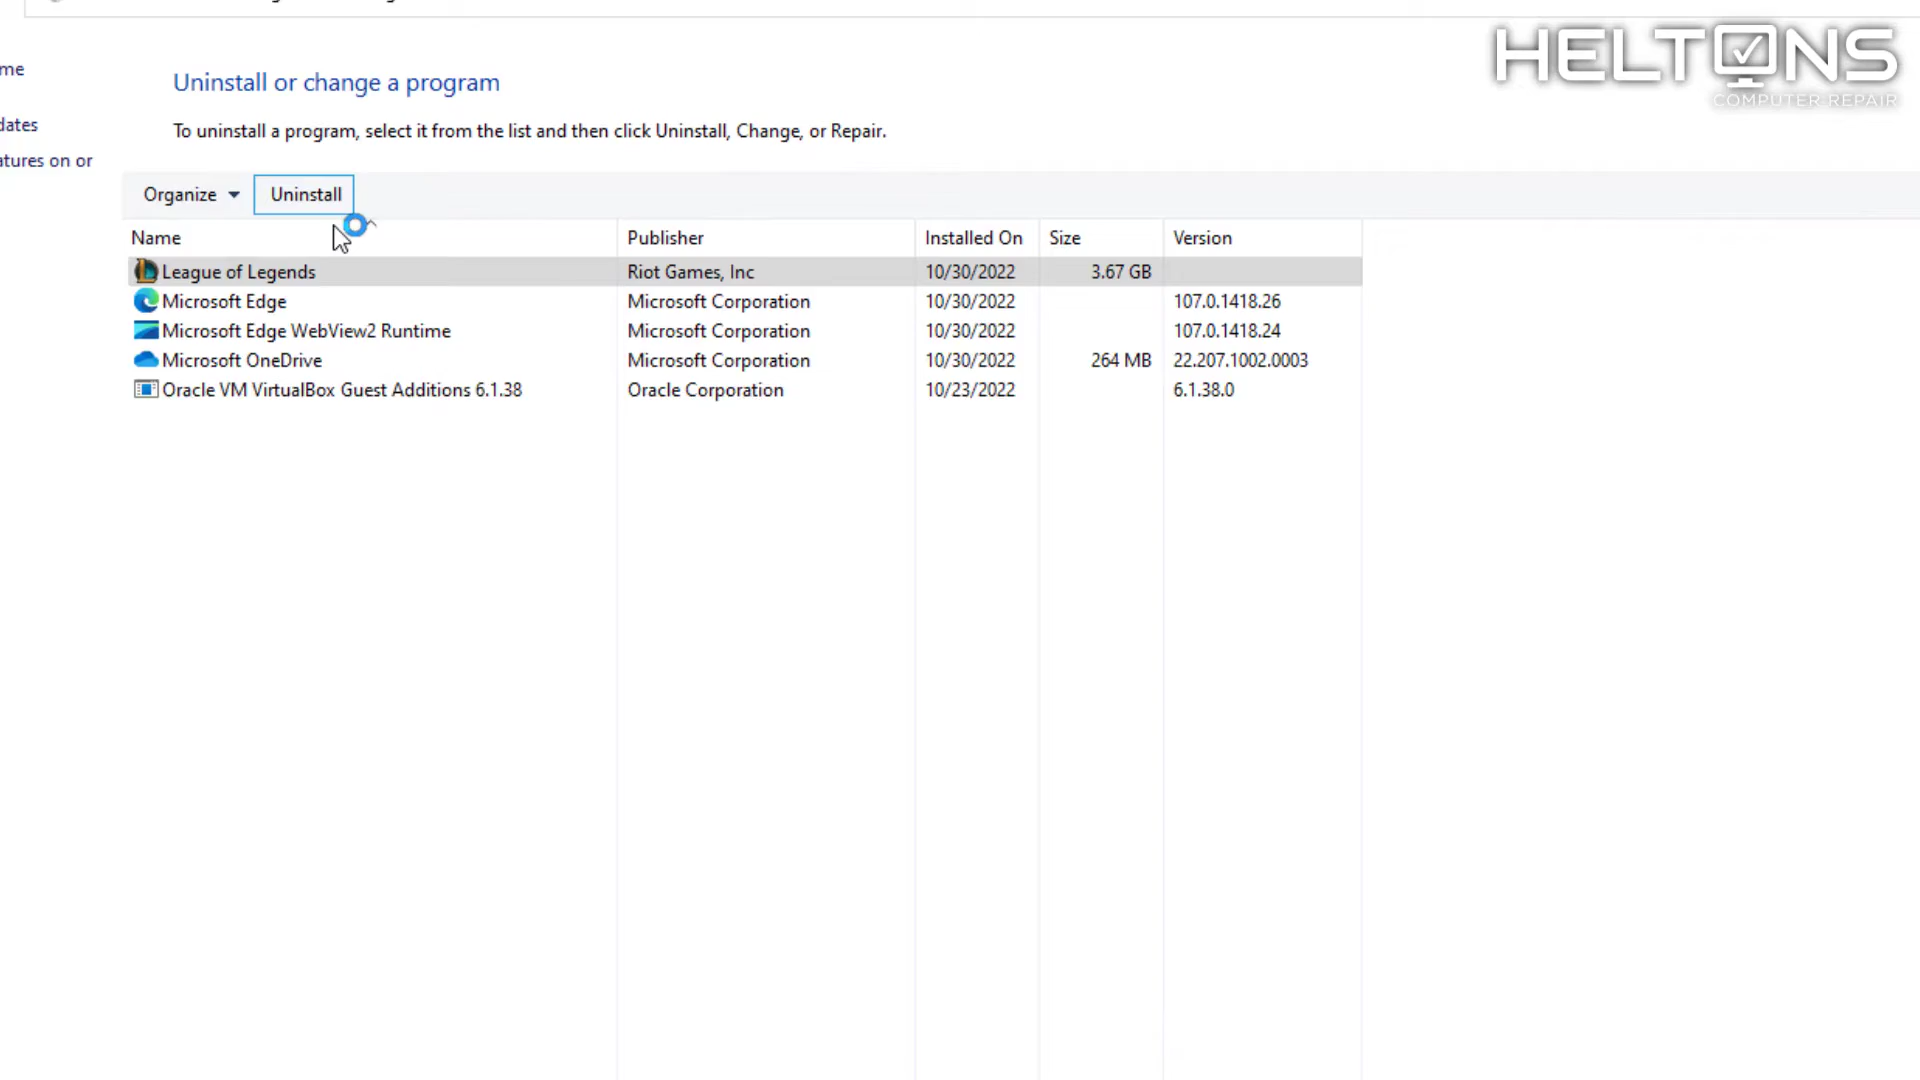 HELTONS
COMPUTER REPAIR
me
Uninstall or change a program
dates
To uninstall a program, select it from the list and then click Uninstall, Change, or Repair.
atures on or
Organize Uninstall
Name Publisher Installed On Size Version
League of Legends Riot Games, Inc 10/30/2022 3.67 GB
Microsoft Edge Microsoft Corporation 10/30/2022 107.0.1418.26
Microsoft Edge WebView2 Runtime Microsoft Corporation 10/30/2022 107.0.1418.24
Microsoft OneDrive Microsoft Corporation 10/30/2022 264 MB 22.207.1002.0003
Oracle VM VirtualBox Guest Additions 6.1.38 Oracle Corporation 10/23/2022 6.1.38.0